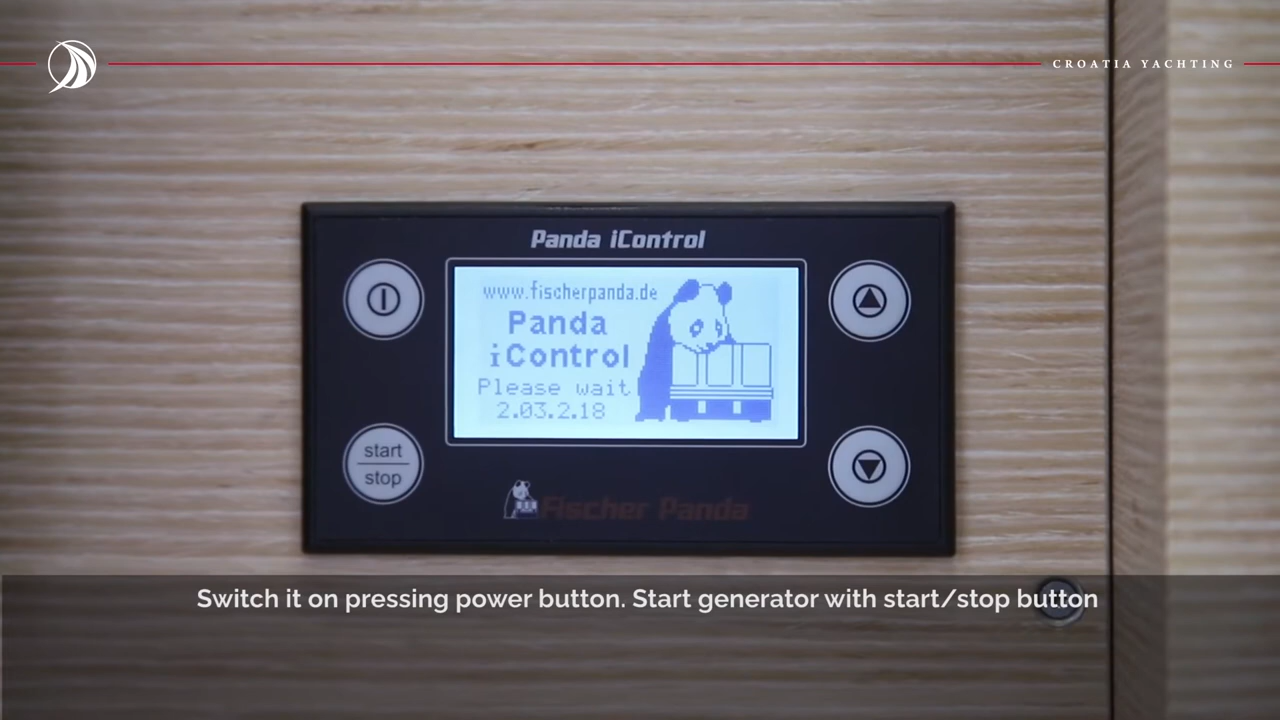 CROATIA YACHTING
Panda iControl
www.fischerpanda.de
Panda
iControl
Please wait
2.03.2.18
start
stop
Fischer Panda
Switch it on pressing power button. Start generator with start/stop button